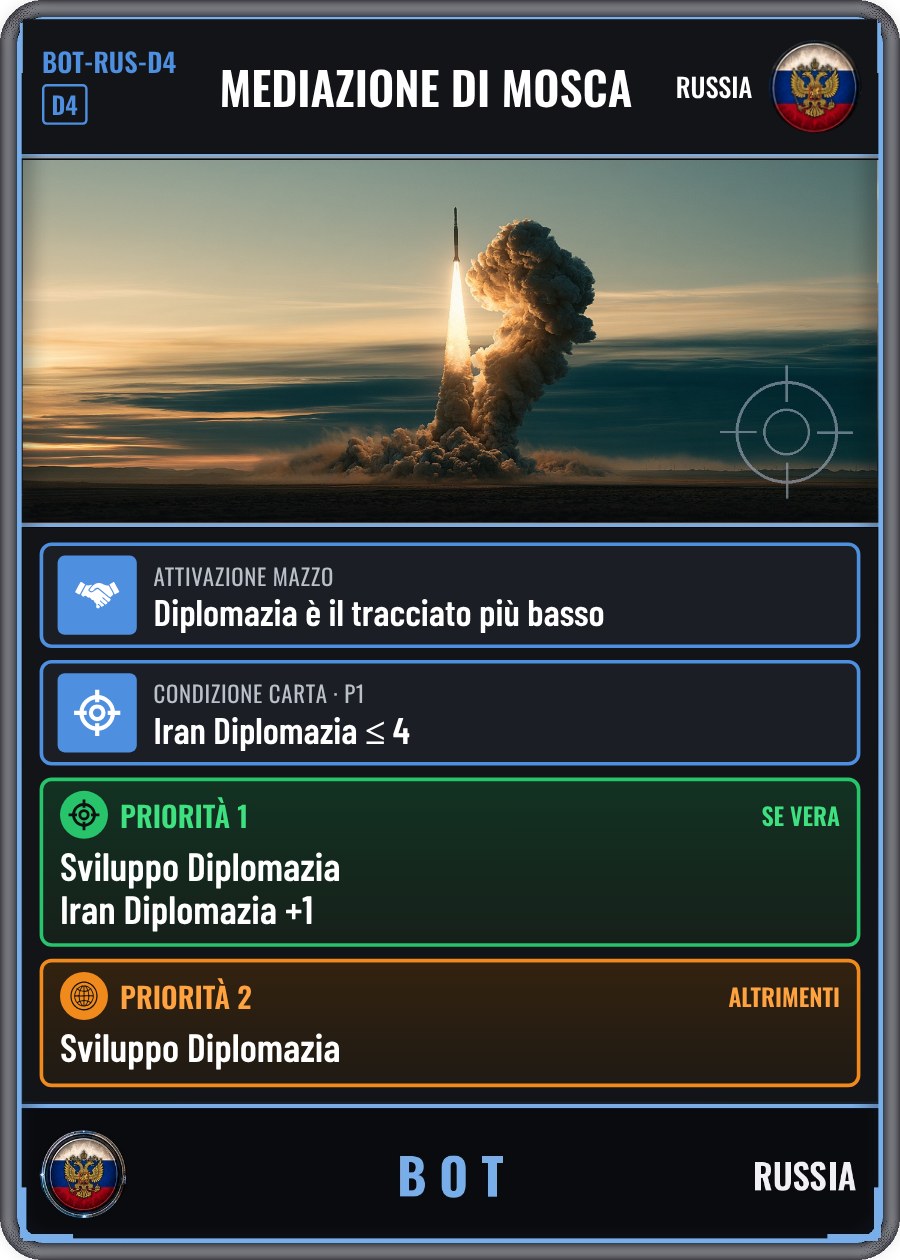 BOT-RUS-D4
D4
MEDIAZIONE DI MOSCA
RUSSIA
ATTIVAZIONE MAZZO
Diplomazia è il tracciato più basso
CONDIZIONE CARTA · P1
Iran Diplomazia ≤ 4
PRIORITÀ 1
SE VERA
Sviluppo Diplomazia
Iran Diplomazia +1
PRIORITÀ 2
ALTRIMENTI
Sviluppo Diplomazia
BOT
RUSSIA